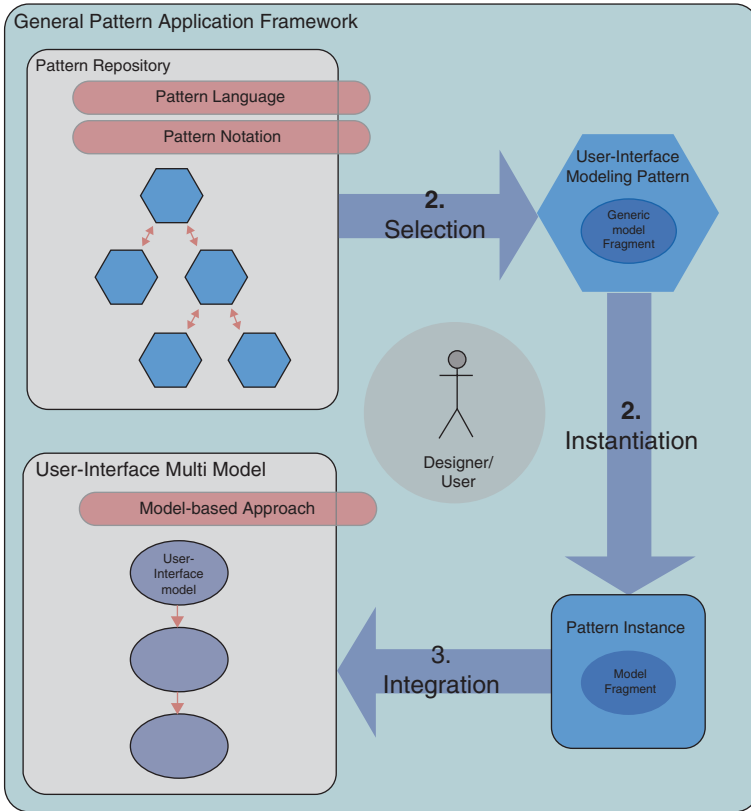 General Pattern Application Framework
Pattern Repository
Pattern Language
Pattern Notation
2.
Selection
User-Interface
Modeling Pattern
Generic
model
Fragment
2.
Instantiation
Designer/
User
User-Interface Multi Model
Model-based Approach
User-
Interface
model
3.
Integration
Pattern Instance
Model
Fragment